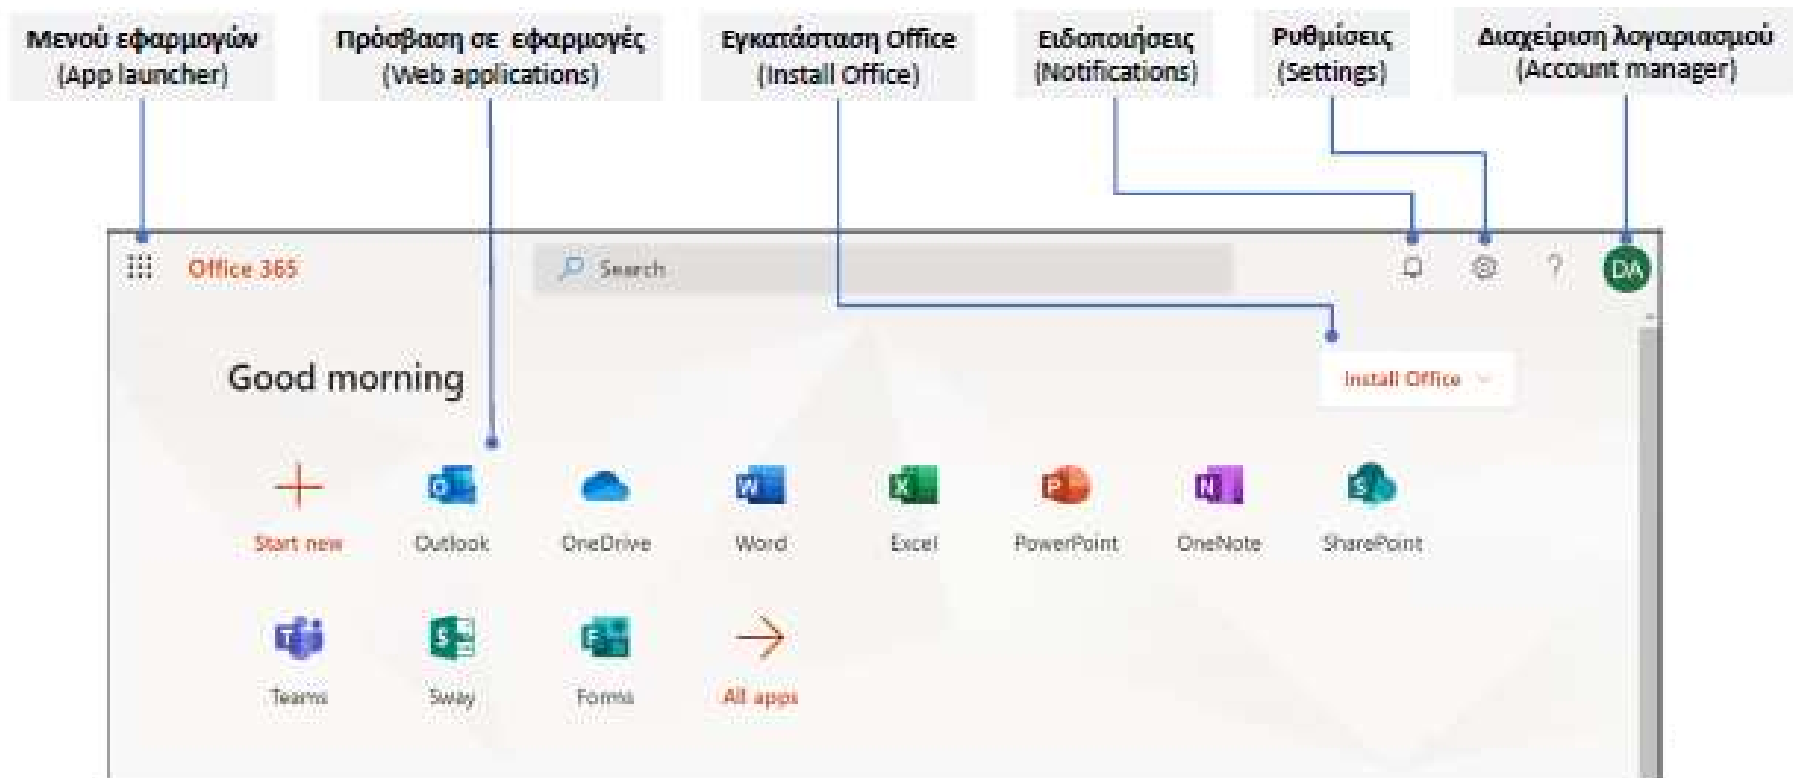 Μενού εφαρμογών
(App launcher)
Πρόσβαση σε εφαρμογές
(Web applications)
Εγκατάσταση Office
(Install Office)
Ειδοποιήσεις
(Notifications)
Ρυθμίσεις
(Settings)
Διαχείριση λογαριασμού
(Account manager)
Office 365
Search
?
DA
Good morning
Install Office
Start new
Outlook
OneDrive
Word
Excel
PowerPoint
OneNote
SharePoint
Teams
Sway
Forms
All apps